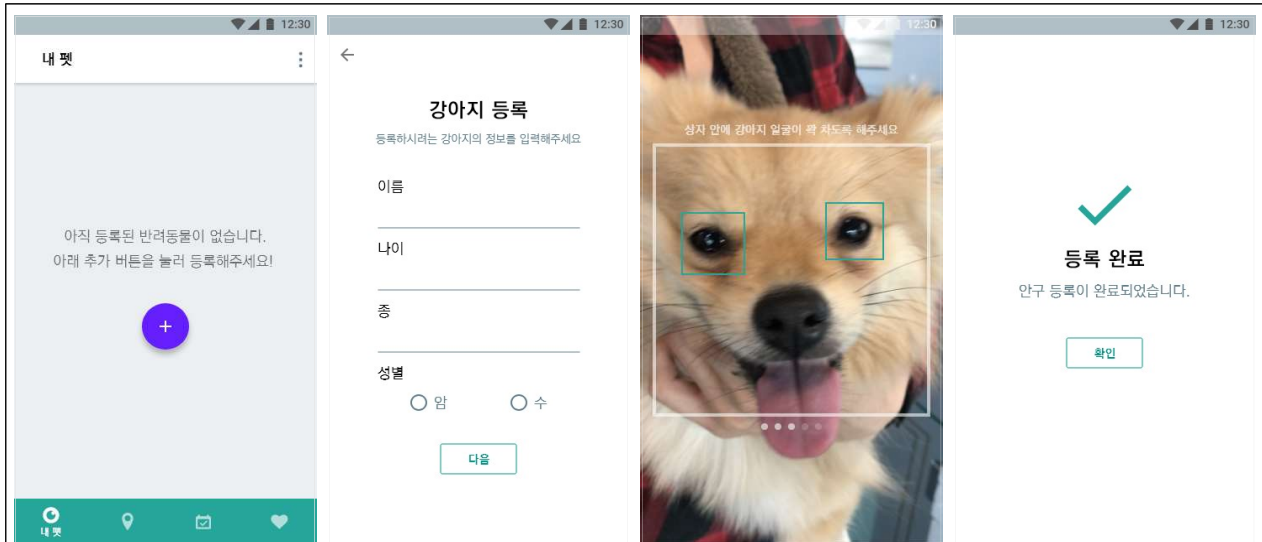 12:30
내 펫
아직 등록된 반려동물이 없습니다.
아래 추가 버튼을 눌러 등록해주세요!
내 펫
12:30
강아지 등록
등록하시려는 강아지의 정보를 입력해주세요
이름
나이
종
성별
암
수
다음
12:30
상자 안에 강아지 얼굴이 꽉 차도록 해주세요
12:30
등록 완료
안구 등록이 완료되었습니다.
확인